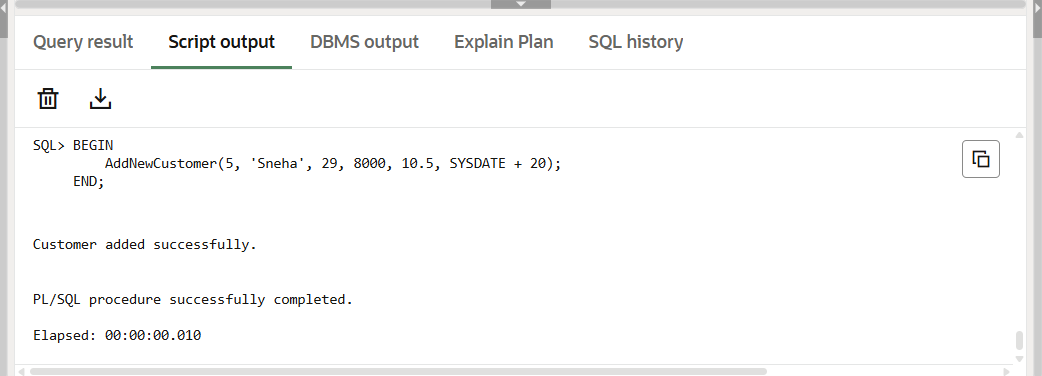 Query result Script output DBMS output Explain Plan SQL history
SQL> BEGIN
AddNewCustomer(5, 'Sneha', 29, 8000, 10.5, SYSDATE + 20);
END;
Customer added successfully.
PL/SQL procedure successfully completed.
Elapsed: 00:00:00.010